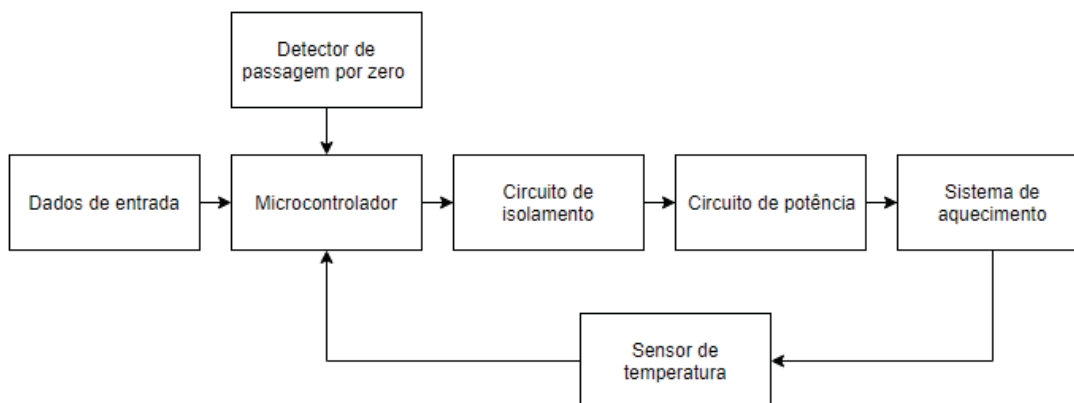 Detector de
passagem por zero
Dados de entrada
Microcontrolador
Circuito de
isolamento
Circuito de potência
Sistema de
aquecimento
Sensor de
temperatura